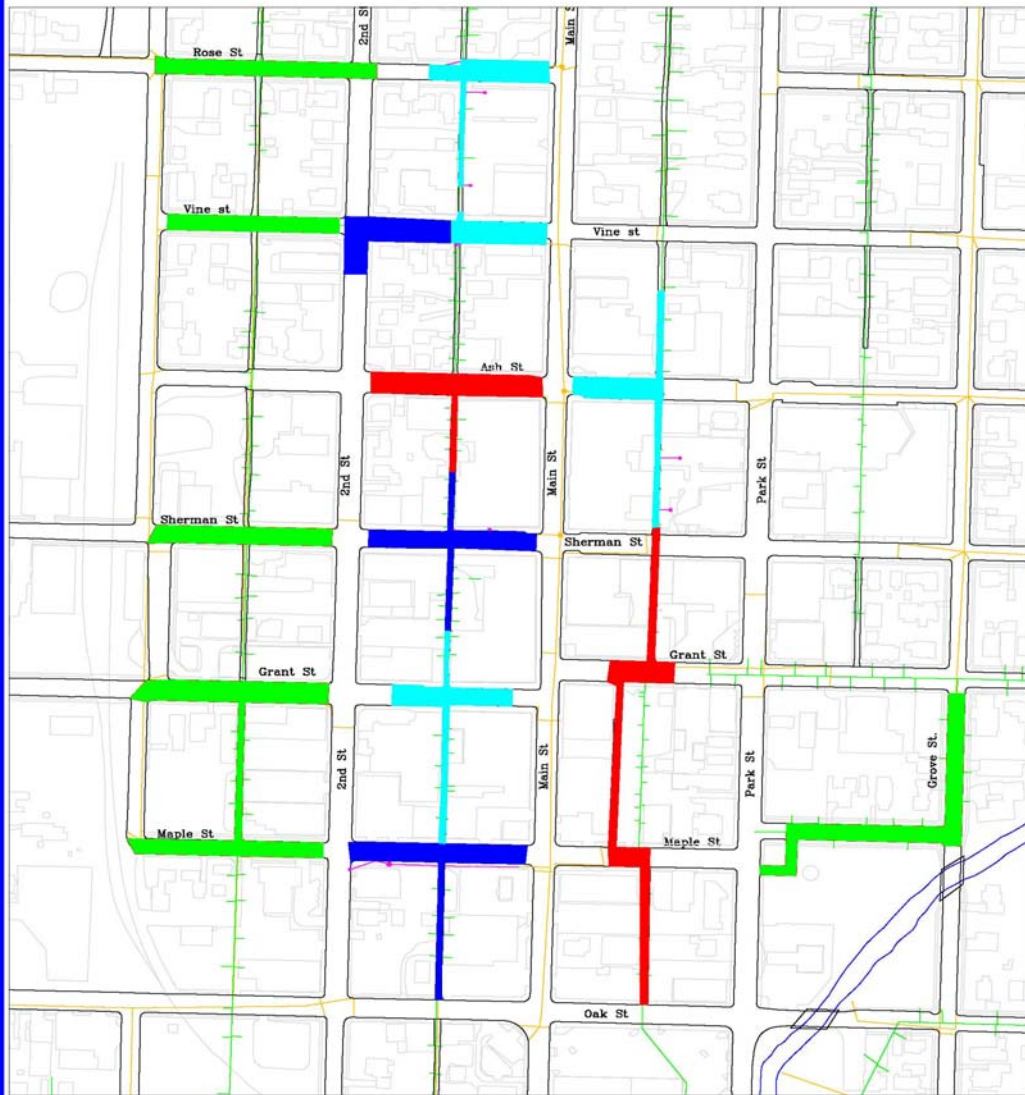 2nd St
Main S
Rose St
Vine st
Vine st
Ash St
2nd St
Main St
Park St
Sherman St
Sherman St
Grant St
Grant St
2nd St
Main St
Park St
Grove St.
Maple St
Maple St
Oak St